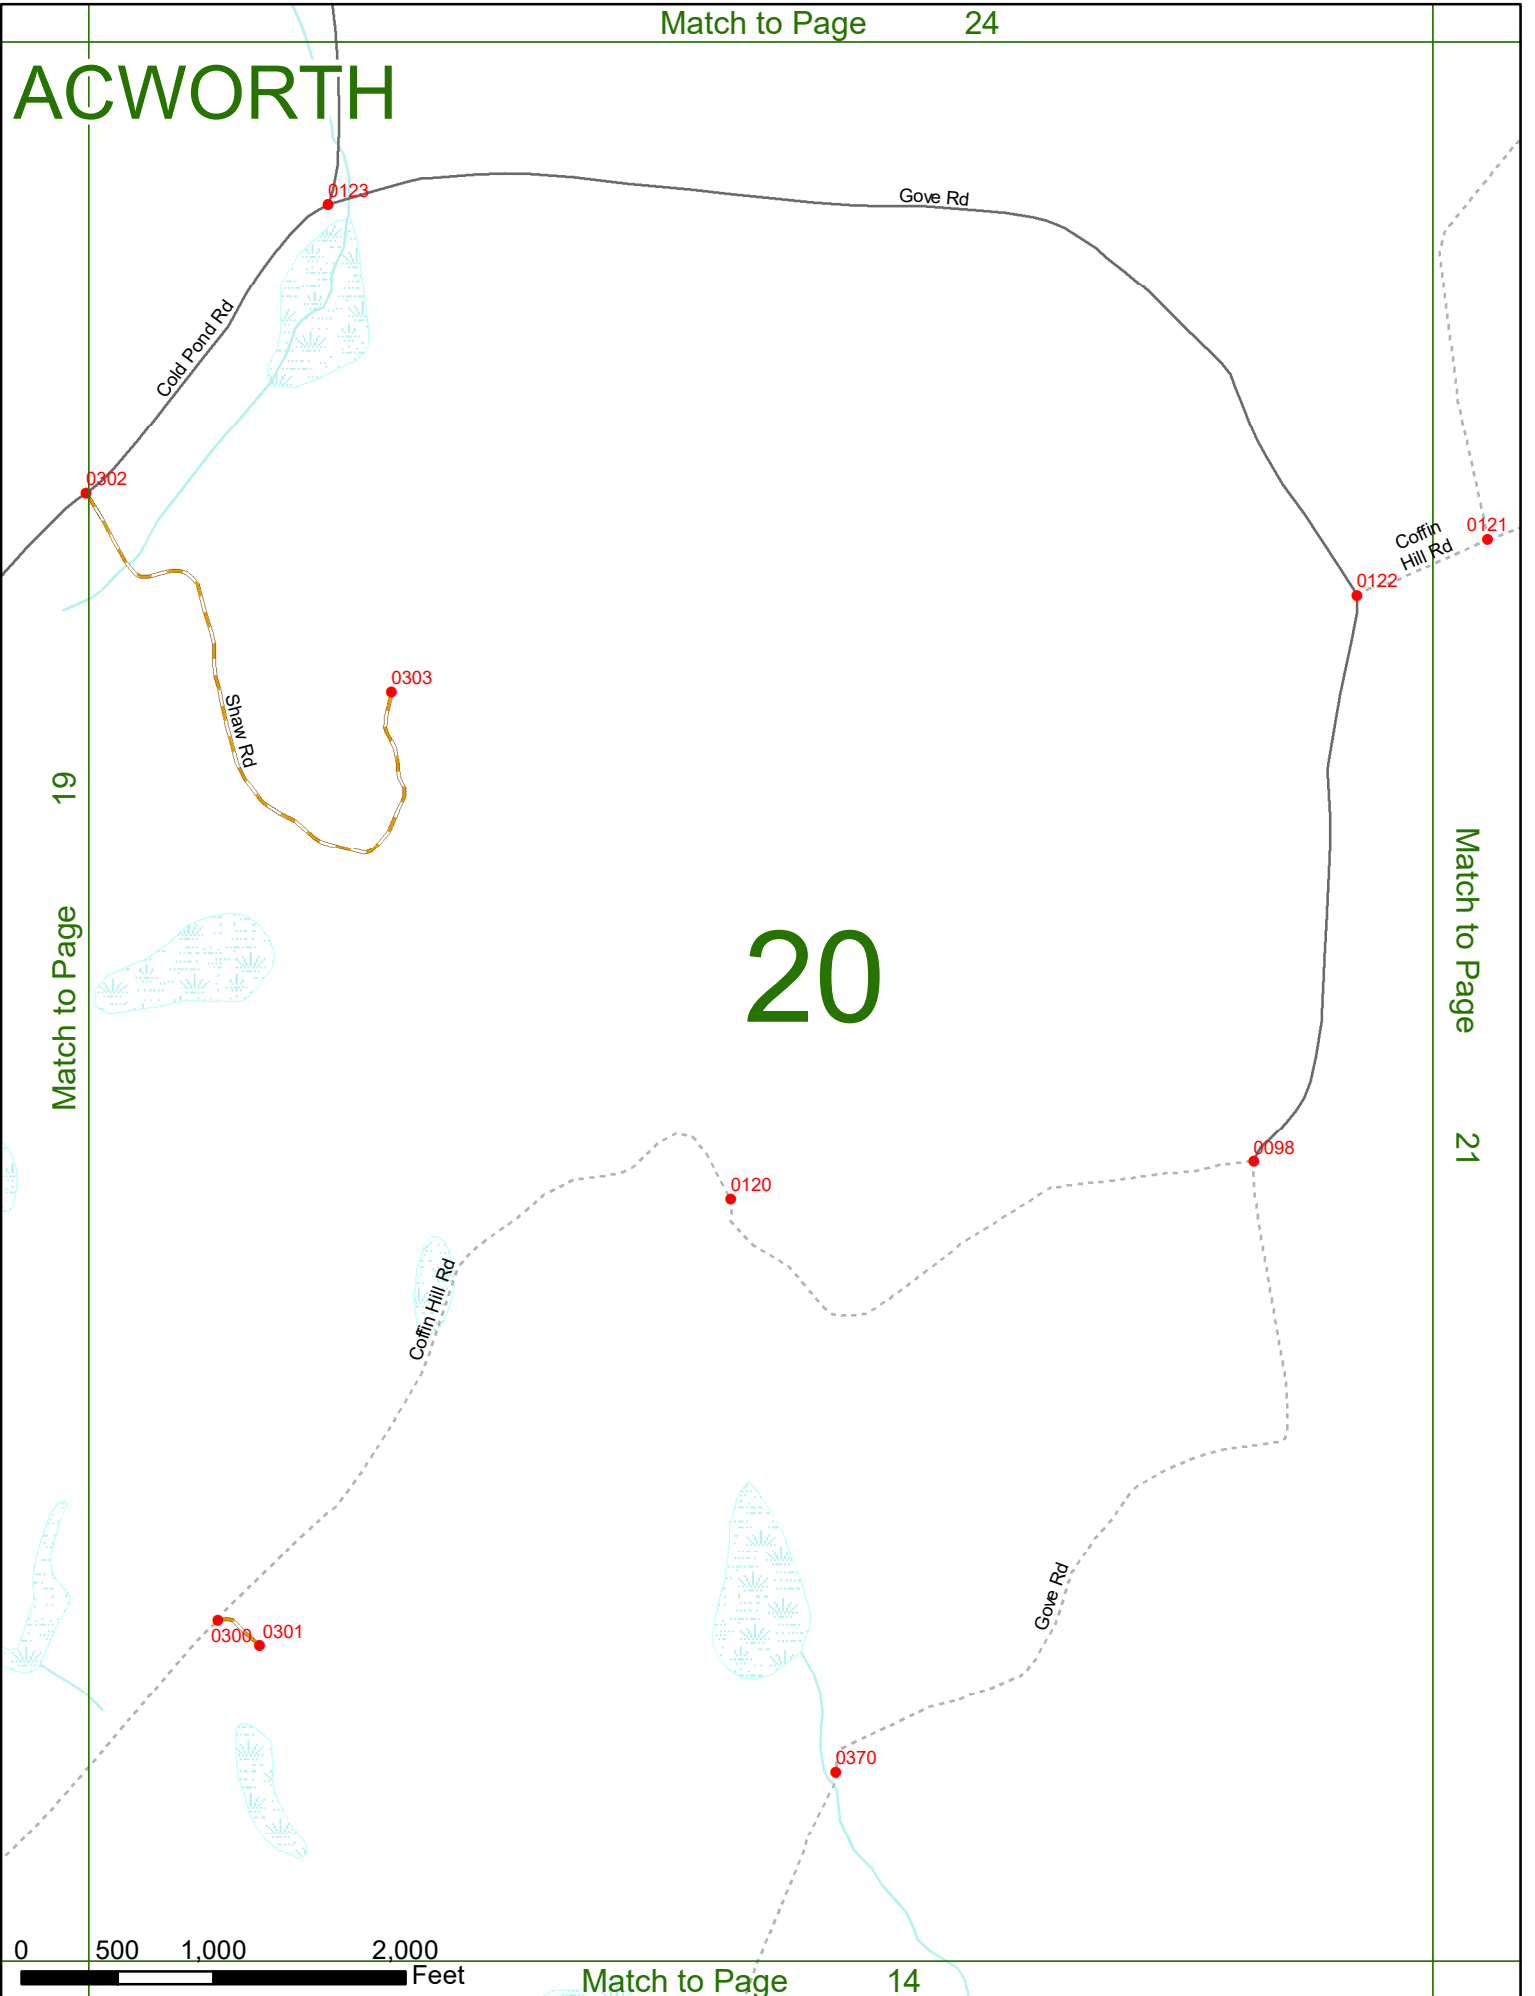 Match to Page 24
ACWORTH
0123
Gove Rd
Cold Pond Rd
0302
Coffin
Hill Rd
0121
0122
0303
Shaw Rd
Match to Page 19
20
Match to Page 21
0098
0120
Coffin Hill Rd
Gove Rd
0300
0301
0370
0 500 1,000 2,000
Feet
Match to Page 14